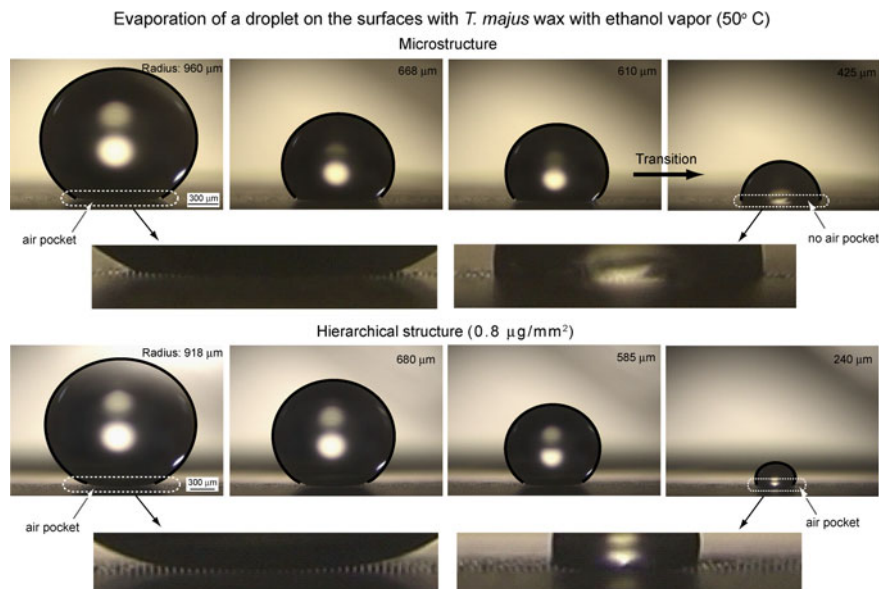 Evaporation of a droplet on the surfaces with T. majus wax with ethanol vapor (50° C)
Microstructure
Radius: 960 µm
668 µm
610 µm
425 µm
Transition
300 µm
air pocket
no air pocket
Hierarchical structure (0.8 µg/mm²)
Radius: 918 µm
680 µm
585 µm
240 µm
300 µm
air pocket
air pocket